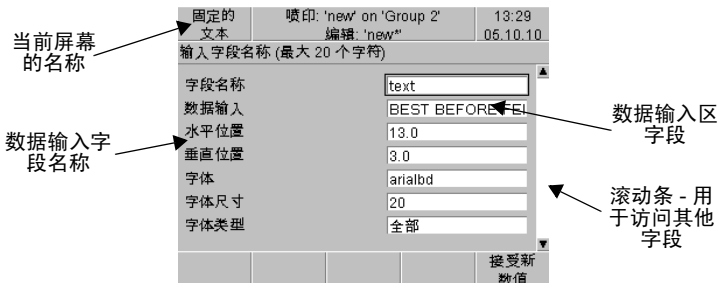 固定的
文本
喷印: 'new' on 'Group 2'
编辑: 'new*'
13:29
05.10.10
输入字段名称 (最大 20 个字符)
字段名称
text
数据输入
BEST BEFORE
水平位置
13.0
垂直位置
3.0
字体
arialbd
字体尺寸
20
字体类型
全部
接受新
数值
当前屏幕
的名称
数据输入字
段名称
数据输入区
字段
滚动条 - 用
于访问其他
字段